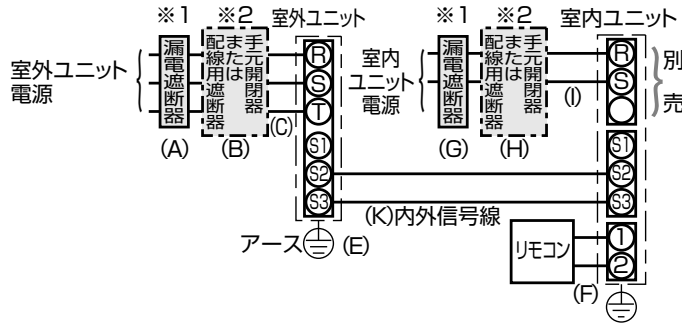 ※1
※2
室外ユニット
※1
※2
室内ユニット
室外ユニット
電源
漏電遮断器
手元開閉器
または
配線用遮断器
R
S
T
(A)
(B)
(C)
S1
S2
S3
アース
(E)
室内
ユニット
電源
漏電遮断器
手元開閉器
または
配線用遮断器
(G)
(H)
(I)
R
S
別
売
S1
S2
S3
(K)内外信号線
リモコン
1
2
(F)